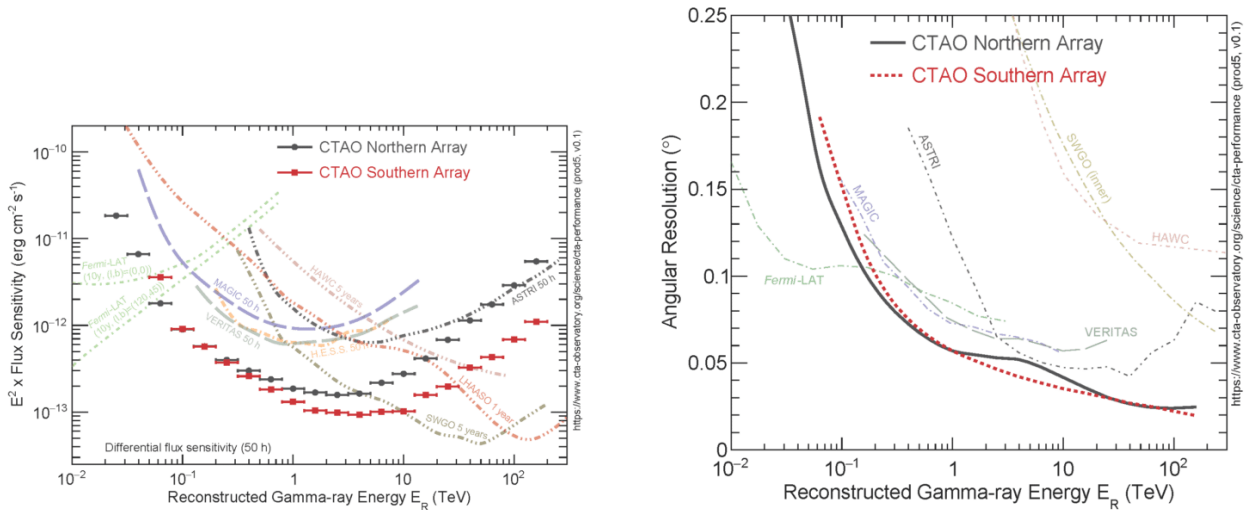 E² x Flux Sensitivity (erg cm⁻² s⁻¹)
10⁻¹⁰
10⁻¹¹
10⁻¹²
10⁻¹³
CTAO Northern Array
CTAO Southern Array
Fermi-LAT
(10y, (l,b)=(0,0))
Fermi-LAT
(10y, (l,b)=(120,45))
MAGIC 50 h
VERITAS 50 h
H.E.S.S. 50 h
HAWC 5 years
LHAASO 1 year
SWGO 5 years
ASTRI 50 h
Differential flux sensitivity (50 h)
10⁻² 10⁻¹ 1 10 10²
Reconstructed Gamma-ray Energy E_R (TeV)
https://www.cta-observatory.org/science/cta-performance (prod5, v0.1)
Angular Resolution (°)
0.25
0.2
0.15
0.1
0.05
0
CTAO Northern Array
CTAO Southern Array
ASTRI
MAGIC
Fermi-LAT
VERITAS
SWGO (inner)
HAWC
10⁻² 10⁻¹ 1 10 10²
Reconstructed Gamma-ray Energy E_R (TeV)
https://www.cta-observatory.org/science/cta-performance (prod5, v0.1)